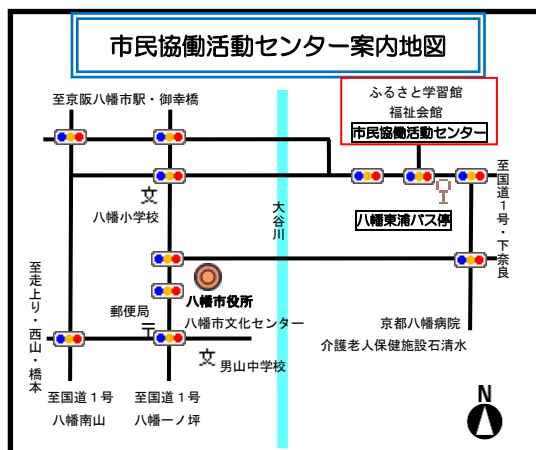 市民協働活動センター案内地図
ふるさと学習館
福祉会館
市民協働活動センター
至京阪八幡市駅・御幸橋
至国道1号・下奈良
八幡小学校
大谷川
八幡東浦バス停
至走上り・西山・橋本
八幡市役所
郵便局
八幡市文化センター
京都八幡病院
介護老人保健施設石清水
男山中学校
至国道1号
八幡南山
至国道1号
八幡一ノ坪
N